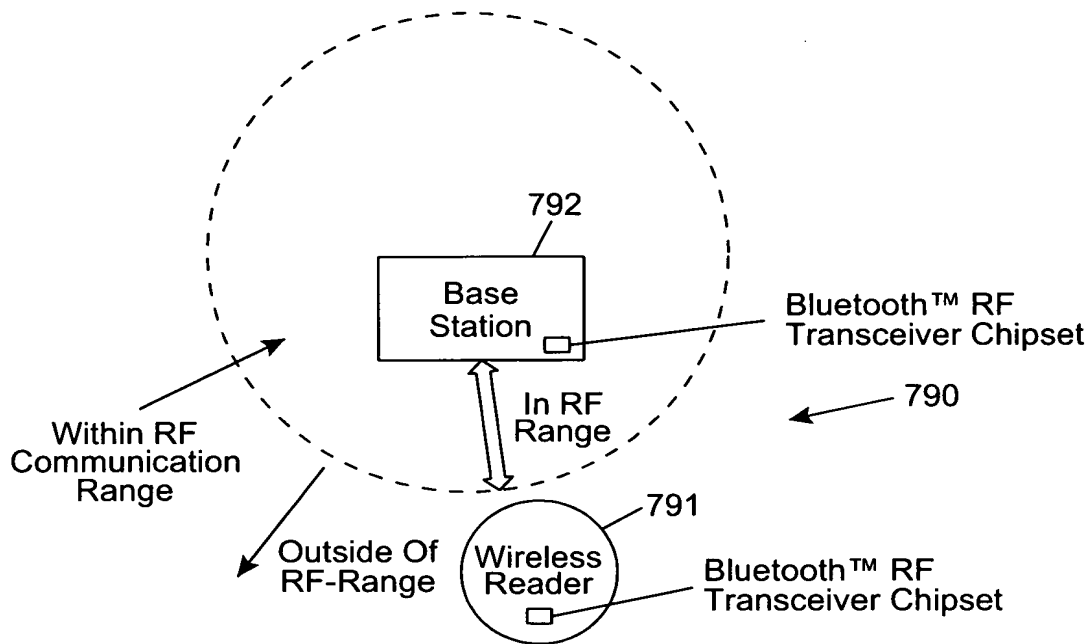 792
Base
Station
Bluetooth™ RF
Transceiver Chipset
In RF
Range
790
Within RF
Communication
Range
791
Outside Of
RF-Range
Wireless
Reader
Bluetooth™ RF
Transceiver Chipset